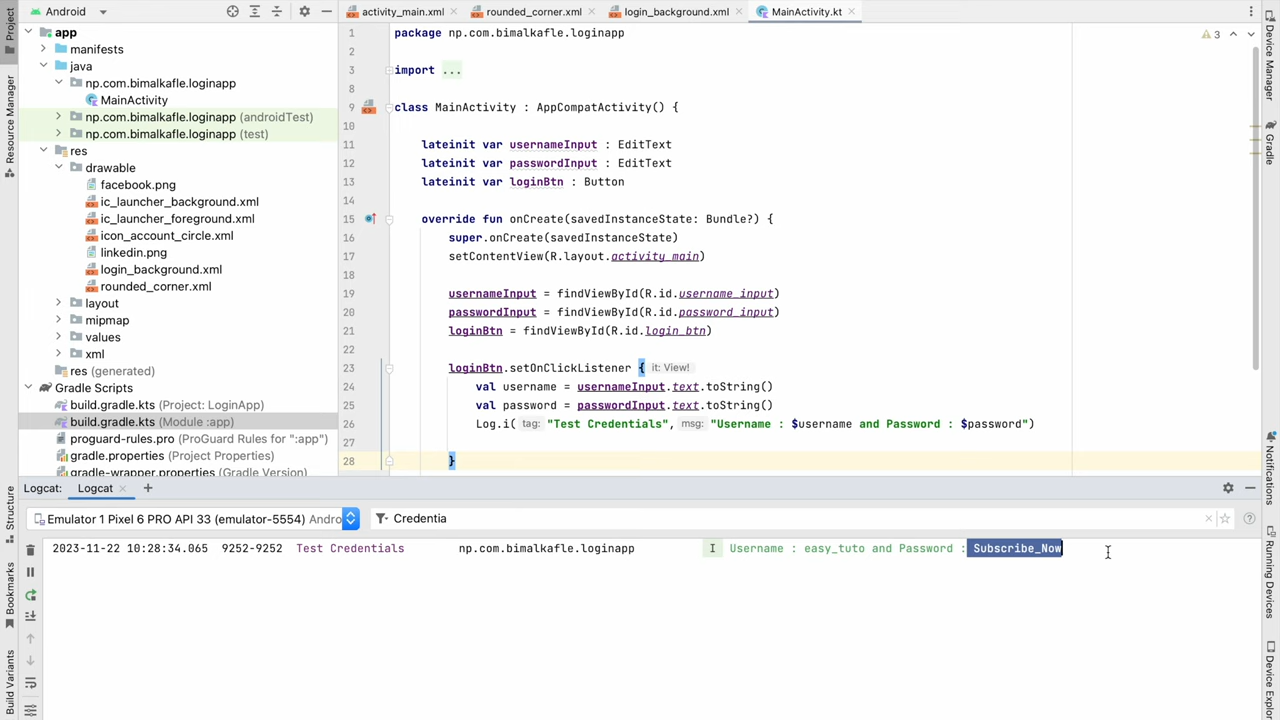 Android
activity_main.xml
rounded_corner.xml
login_background.xml
MainActivity.kt
Project
Resource Manager
Structure
Bookmarks
Build Variants
app
manifests
java
np.com.bimalkafle.loginapp
MainActivity
np.com.bimalkafle.loginapp (androidTest)
np.com.bimalkafle.loginapp (test)
res
drawable
facebook.png
ic_launcher_background.xml
ic_launcher_foreground.xml
icon_account_circle.xml
linkedin.png
login_background.xml
rounded_corner.xml
layout
mipmap
values
xml
res (generated)
Gradle Scripts
build.gradle.kts (Project: LoginApp)
build.gradle.kts (Module :app)
proguard-rules.pro (ProGuard Rules for ":app")
gradle.properties (Project Properties)
gradle-wrapper.properties (Gradle Version)
3
1 package np.com.bimalkafle.loginapp
2
3 import ...
8
9 class MainActivity : AppCompatActivity() {
10
11 lateinit var usernameInput : EditText
12 lateinit var passwordInput : EditText
13 lateinit var loginBtn : Button
14
15 override fun onCreate(savedInstanceState: Bundle?) {
16 super.onCreate(savedInstanceState)
17 setContentView(R.layout.activity_main)
18
19 usernameInput = findViewById(R.id.username_input)
20 passwordInput = findViewById(R.id.password_input)
21 loginBtn = findViewById(R.id.login_btn)
22
23 loginBtn.setOnClickListener { it: View!
24 val username = usernameInput.text.toString()
25 val password = passwordInput.text.toString()
26 Log.i( tag: "Test Credentials", msg: "Username : $username and Password : $password")
27
28 }
Device Manager
Gradle
Notifications
Running Devices
Logcat: Logcat
Emulator 1 Pixel 6 PRO API 33 (emulator-5554) Andro
Credentia
2023-11-22 10:28:34.065 9252-9252 Test Credentials np.com.bimalkafle.loginapp I Username : easy_tuto and Password : Subscribe_Now